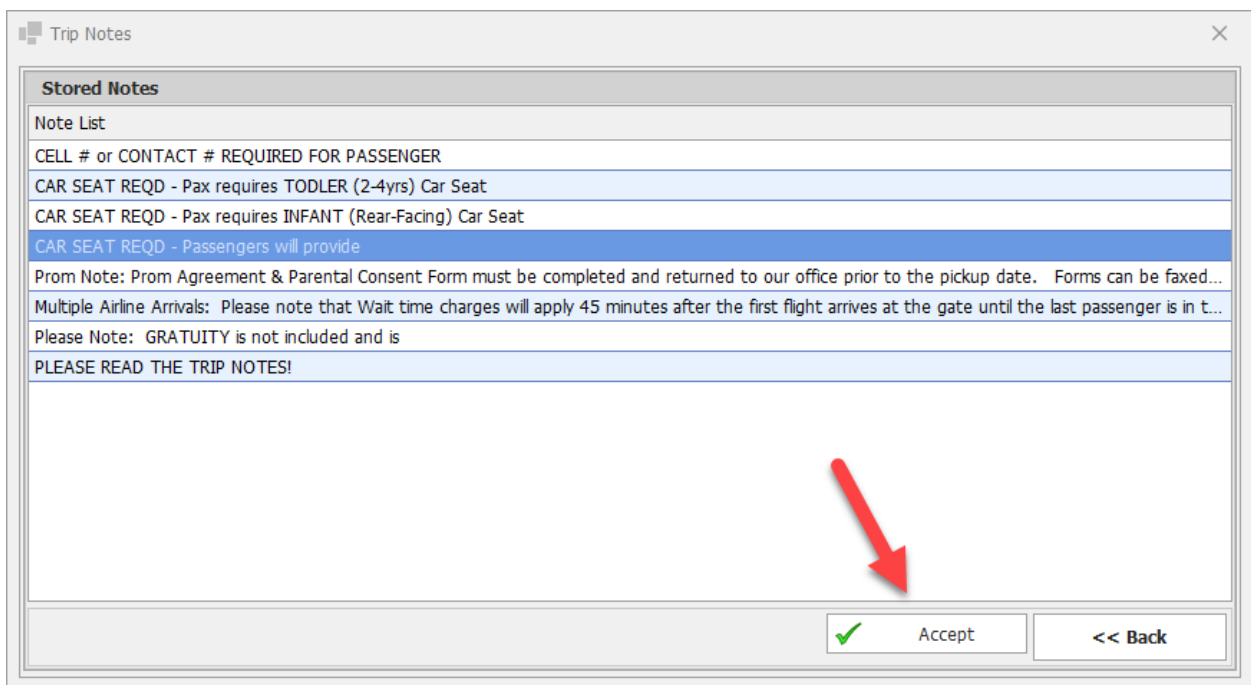 Trip Notes
Stored Notes
Note List
CELL # or CONTACT # REQUIRED FOR PASSENGER
CAR SEAT REQD - Pax requires TODLER (2-4yrs) Car Seat
CAR SEAT REQD - Pax requires INFANT (Rear-Facing) Car Seat
CAR SEAT REQD - Passengers will provide
Prom Note: Prom Agreement & Parental Consent Form must be completed and returned to our office prior to the pickup date.   Forms can be faxed...
Multiple Airline Arrivals:  Please note that Wait time charges will apply 45 minutes after the first flight arrives at the gate until the last passenger is in t...
Please Note:  GRATUITY is not included and is
PLEASE READ THE TRIP NOTES!
Accept
<< Back